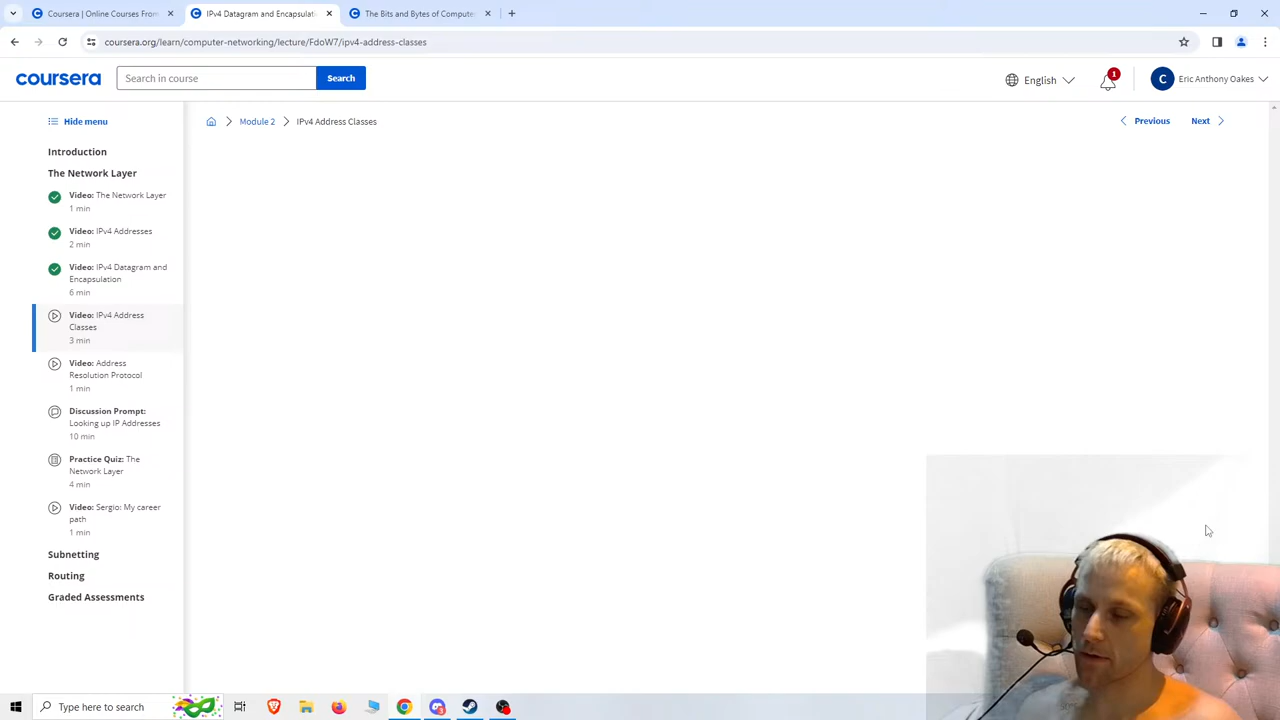 Coursera | Online Courses From
IPv4 Datagram and Encapsulati
The Bits and Bytes of Compute
coursera.org/learn/computer-networking/lecture/FdoW7/ipv4-address-classes
coursera
Search in course
Search
English
1
C
Eric Anthony Oakes
Hide menu
Module 2
IPv4 Address Classes
Previous
Next
Introduction
The Network Layer
Video: The Network Layer
1 min
Video: IPv4 Addresses
2 min
Video: IPv4 Datagram and
Encapsulation
6 min
Video: IPv4 Address
Classes
3 min
Video: Address
Resolution Protocol
1 min
Discussion Prompt:
Looking up IP Addresses
10 min
Practice Quiz: The
Network Layer
4 min
Video: Sergio: My career
path
1 min
Subnetting
Routing
Graded Assessments
Type here to search